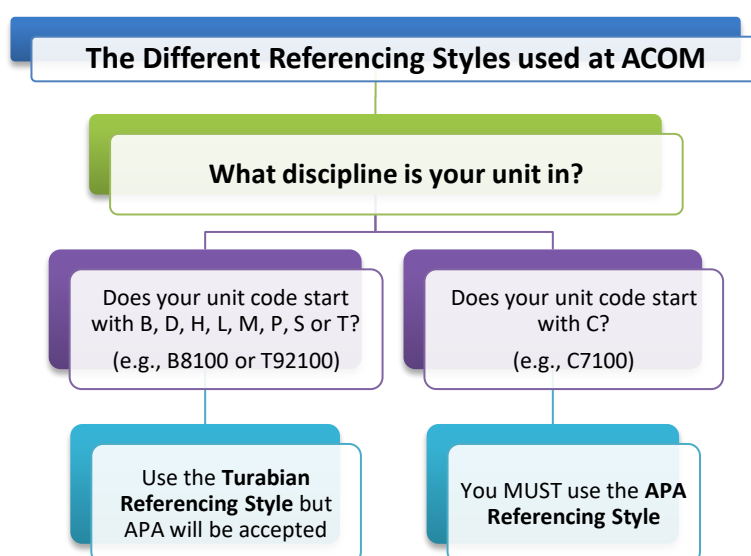 The Different Referencing Styles used at ACOM
What discipline is your unit in?
Does your unit code start
with B, D, H, L, M, P, S or T?
(e.g., B8100 or T92100)
Does your unit code start
with C?
(e.g., C7100)
Use the Turabian
Referencing Style but
APA will be accepted
You MUST use the APA
Referencing Style